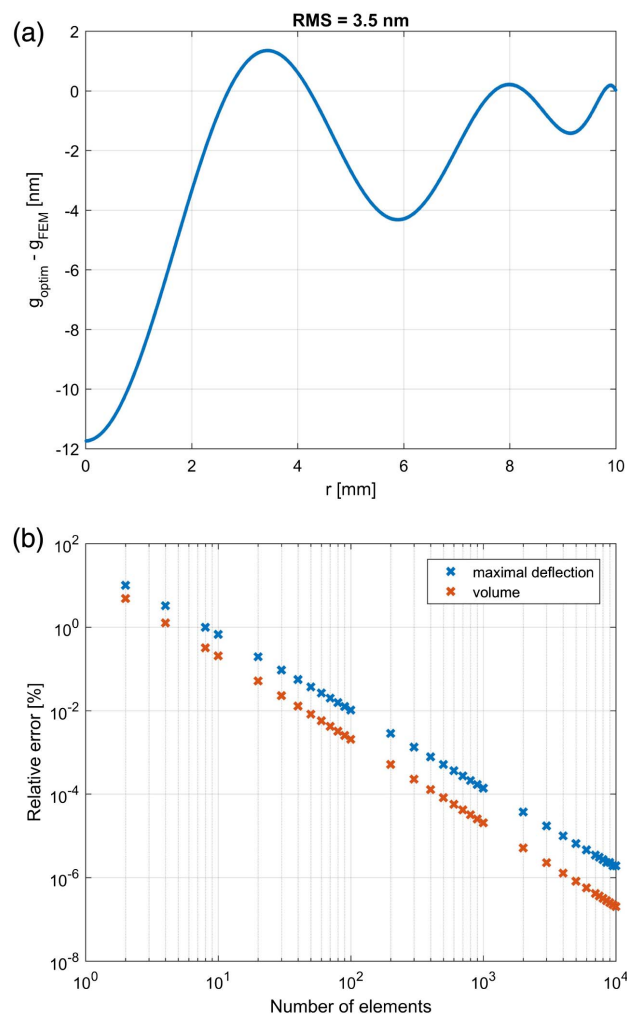 (a)
RMS = 3.5 nm
2
0
-2
-4
-6
-8
-10
-12
g_optim - g_FEM [nm]
0 2 4 6 8 10
r [mm]
(b)
10^2
10^0
10^-2
10^-4
10^-6
10^-8
Relative error [%]
maximal deflection
volume
10^0 10^1 10^2 10^3 10^4
Number of elements